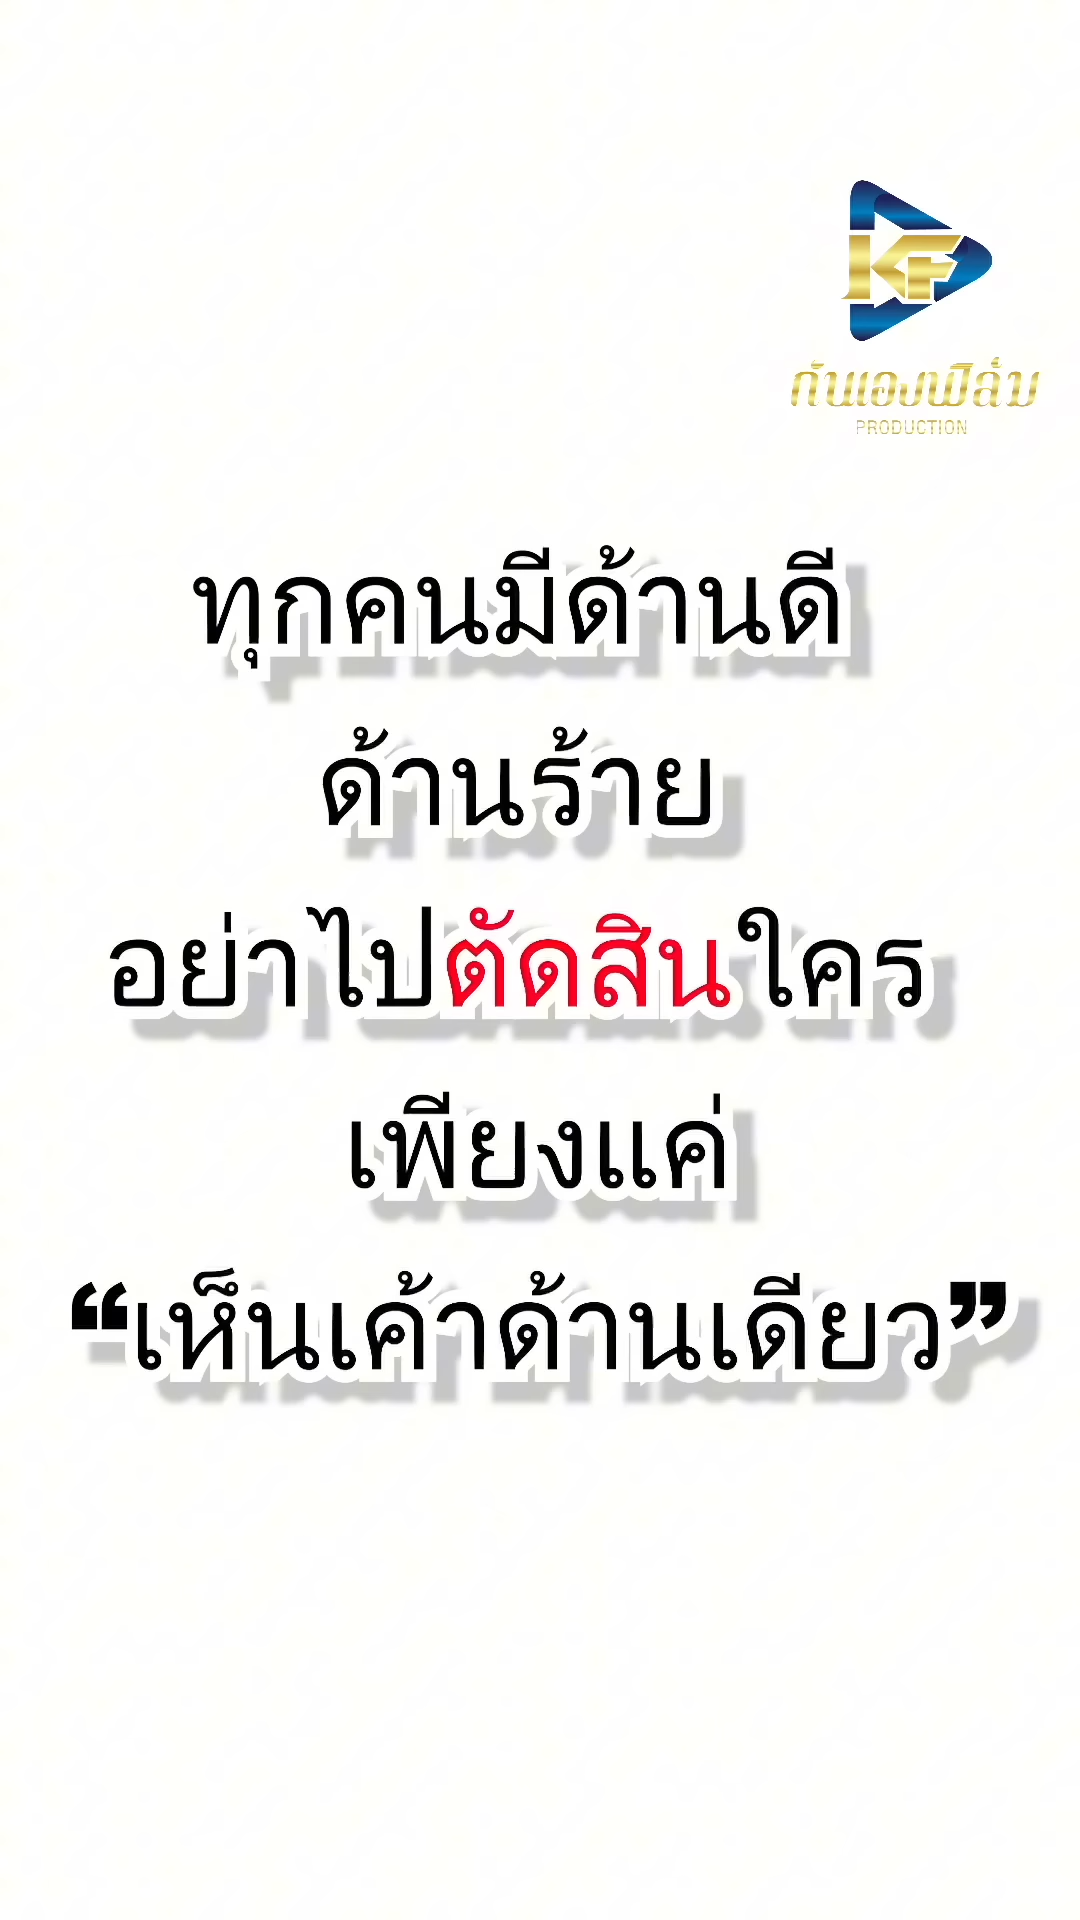 KF
กันเองฟิล์ม
PRODUCTION
ทุกคนมีด้านดี
ด้านร้าย
อย่าไปตัดสินใคร
เพียงแค่
“เห็นเค้าด้านเดียว”